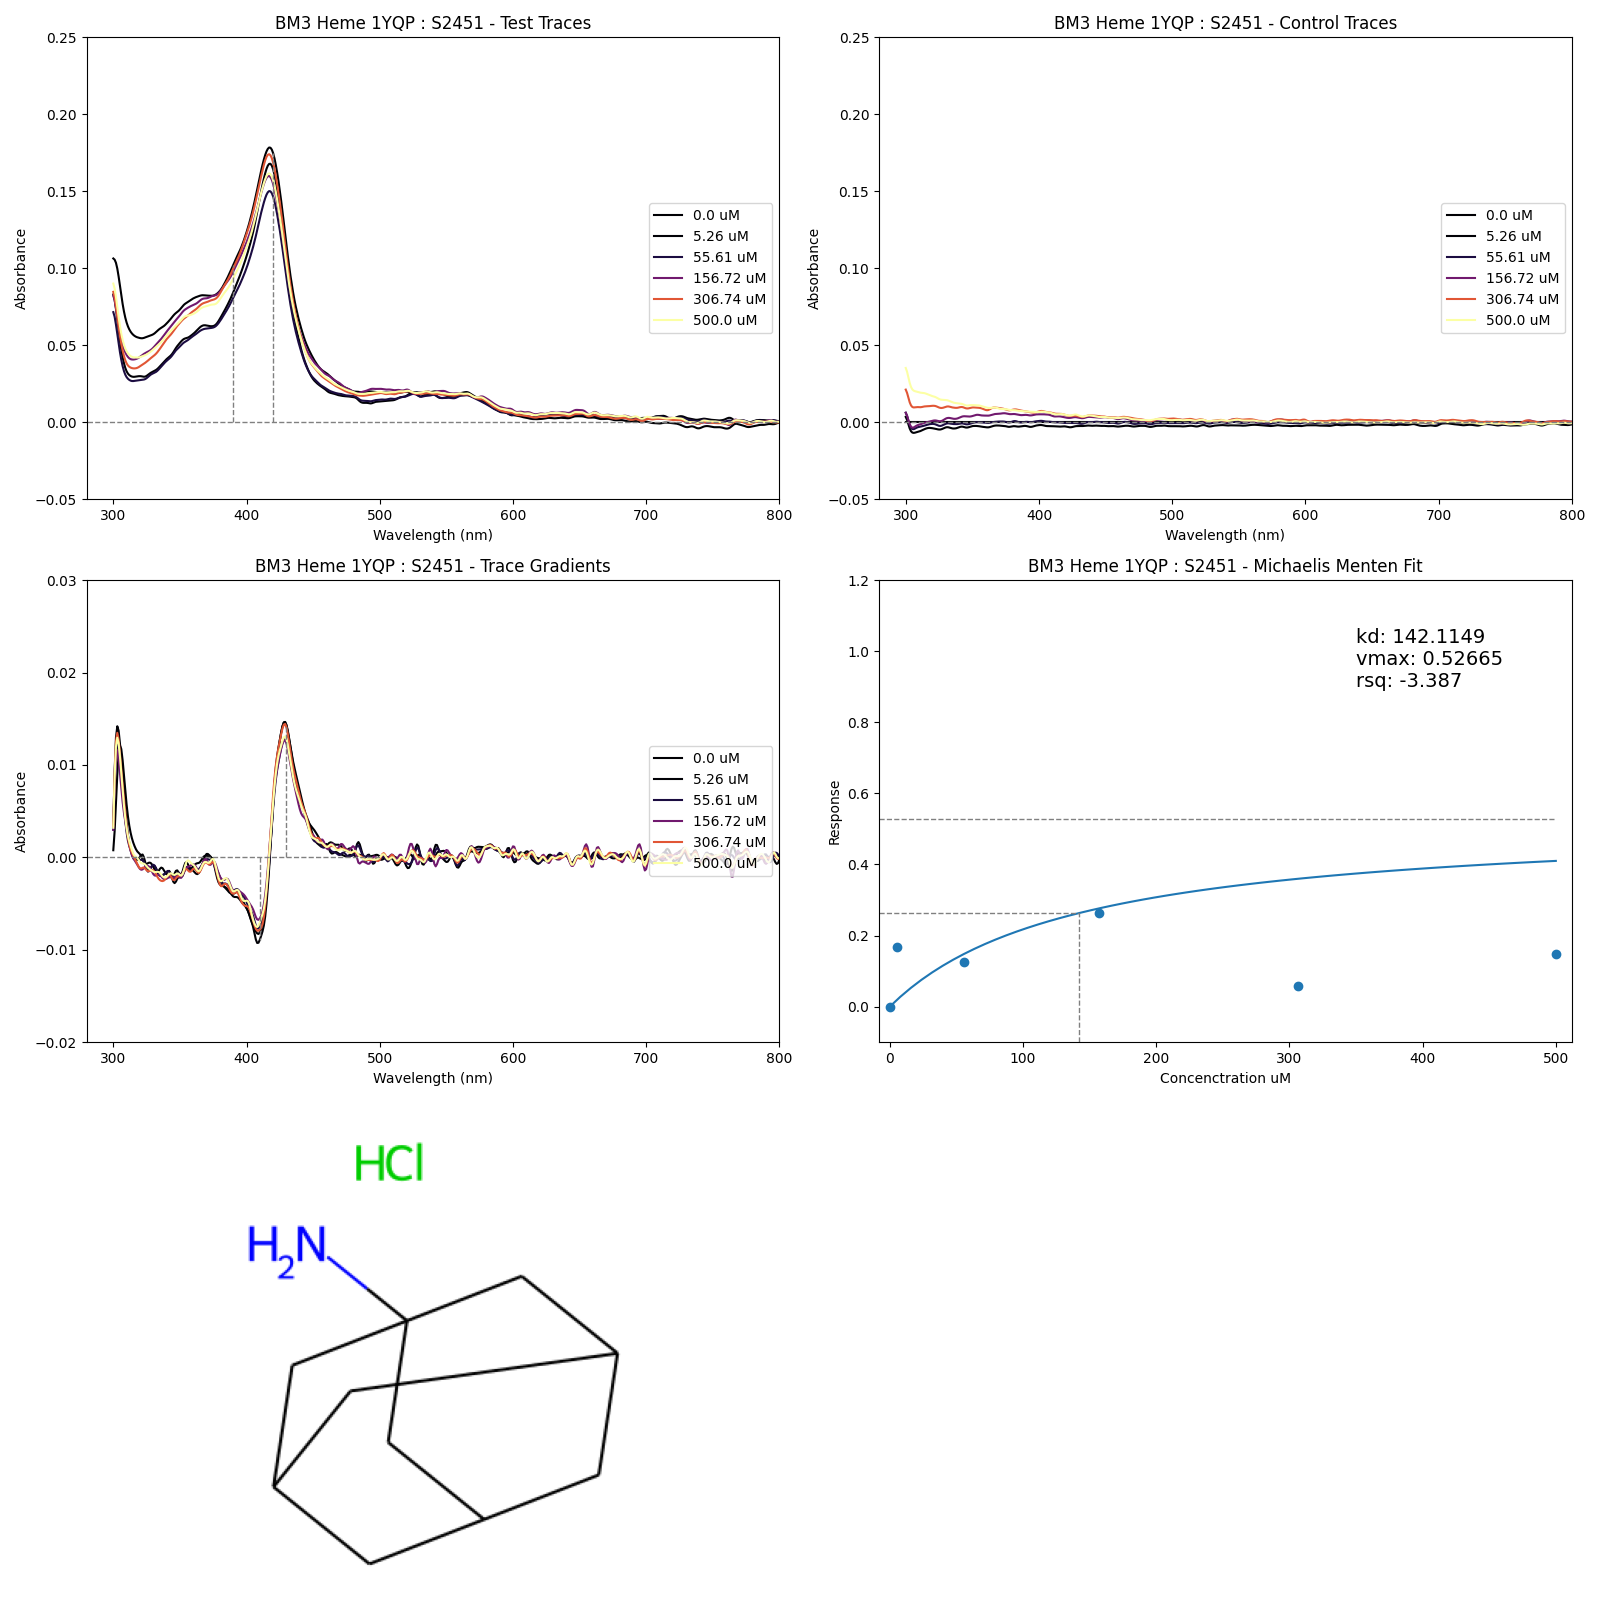 BM3 Heme 1YQP : S2451 - Test Traces
0.25
0.20
0.15
0.10
0.05
0.00
−0.05
Absorbance
300 400 500 600 700 800
Wavelength (nm)
0.0 uM
5.26 uM
55.61 uM
156.72 uM
306.74 uM
500.0 uM
BM3 Heme 1YQP : S2451 - Control Traces
0.25
0.20
0.15
0.10
0.05
0.00
−0.05
Absorbance
300 400 500 600 700 800
Wavelength (nm)
0.0 uM
5.26 uM
55.61 uM
156.72 uM
306.74 uM
500.0 uM
BM3 Heme 1YQP : S2451 - Trace Gradients
0.03
0.02
0.01
0.00
−0.01
−0.02
Absorbance
300 400 500 600 700 800
Wavelength (nm)
0.0 uM
5.26 uM
55.61 uM
156.72 uM
306.74 uM
500.0 uM
BM3 Heme 1YQP : S2451 - Michaelis Menten Fit
1.2
1.0
0.8
0.6
0.4
0.2
0.0
Response
0 100 200 300 400 500
Concenctration uM
kd: 142.1149
vmax: 0.52665
rsq: -3.387
HCl
H2N